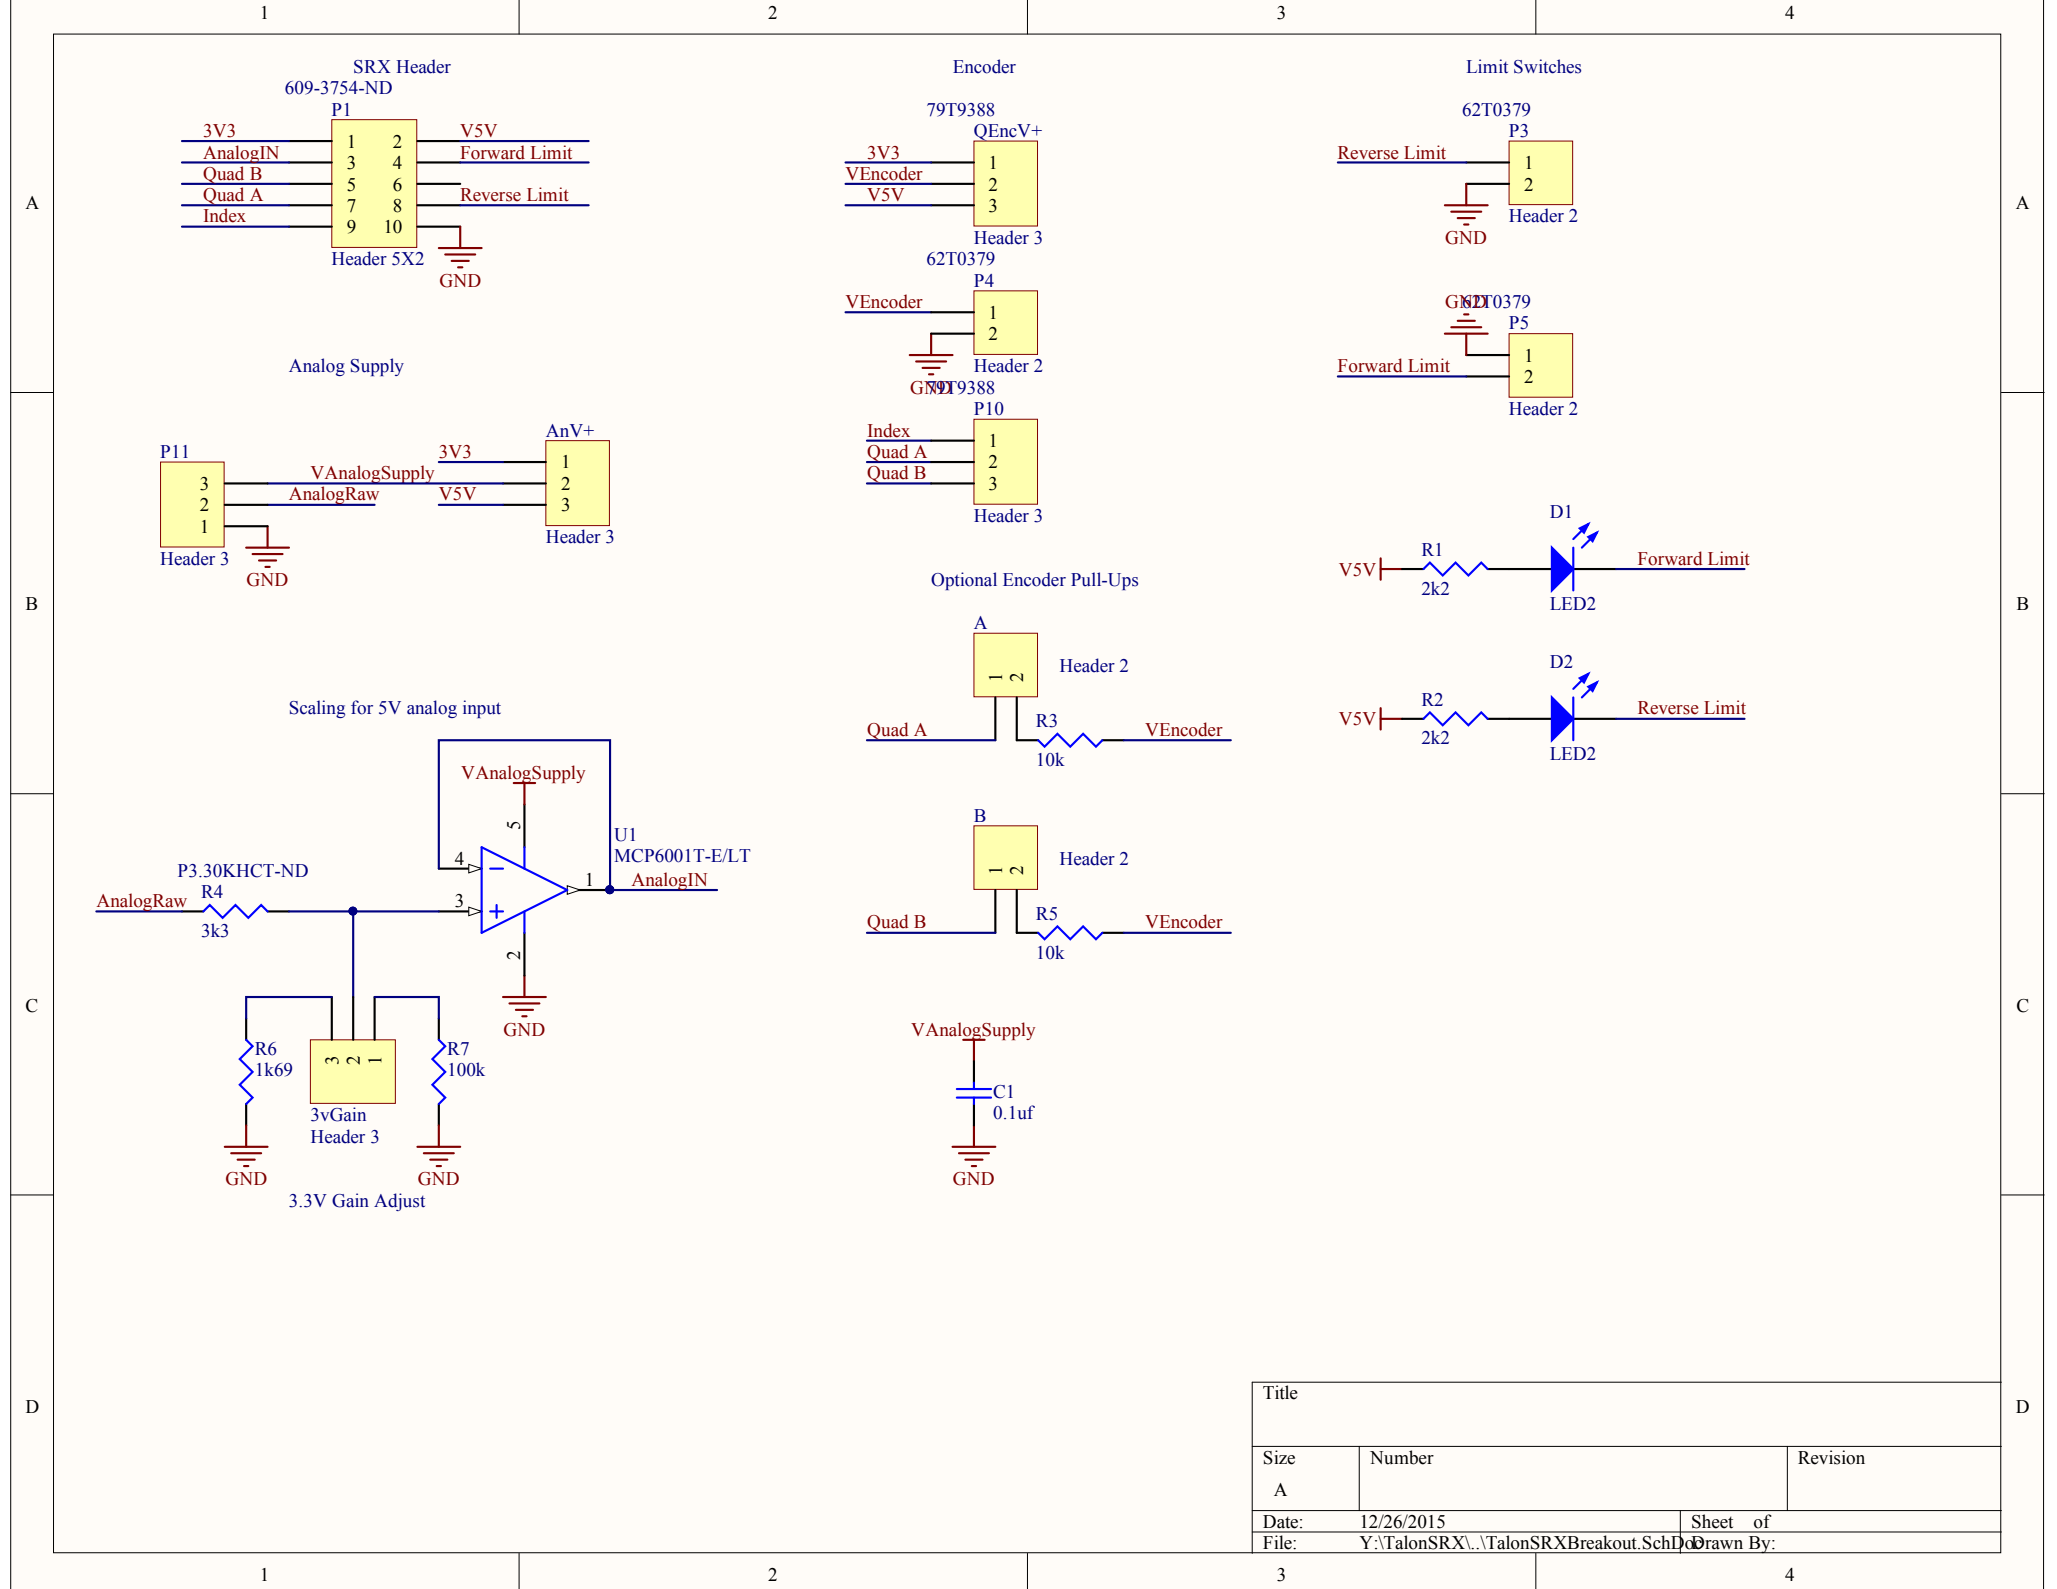 1 2 3 4
A
B
C
D
A
B
C
D
SRX Header
609-3754-ND
P1
3V3 1 2 V5V
AnalogIN 3 4 Forward Limit
Quad B 5 6
Quad A 7 8 Reverse Limit
Index 9 10
Header 5X2
GND
Analog Supply
P11
3 VAnalogSupply
2 AnalogRaw
1
Header 3
GND
AnV+
3V3 1
2
V5V 3
Header 3
Scaling for 5V analog input
VAnalogSupply
5
U1
MCP6001T-E/LT
4
3
1 AnalogIN
2
GND
P3.30KHCT-ND
R4
AnalogRaw
3k3
R6
1k69
GND
3 2 1
3vGain
Header 3
R7
100k
GND
3.3V Gain Adjust
Encoder
79T9388
QEncV+
3V3 1
VEncoder 2
V5V 3
Header 3
62T0379
P4
VEncoder 1
2
Header 2
GND
79T9388
P10
Index 1
Quad A 2
Quad B 3
Header 3
Optional Encoder Pull-Ups
A
Header 2
1 2
Quad A
R3
10k
VEncoder
B
Header 2
1 2
Quad B
R5
10k
VEncoder
VAnalogSupply
C1
0.1uf
GND
Limit Switches
62T0379
P3
Reverse Limit 1
2
Header 2
GND
GND
62T0379
P5
1
Forward Limit 2
Header 2
D1
V5V
R1
2k2
LED2
Forward Limit
D2
V5V
R2
2k2
LED2
Reverse Limit
Title
Size Number Revision
A
Date: 12/26/2015 Sheet of
File: Y:\TalonSRX\..\TalonSRXBreakout.SchDoc Drawn By:
1 2 3 4